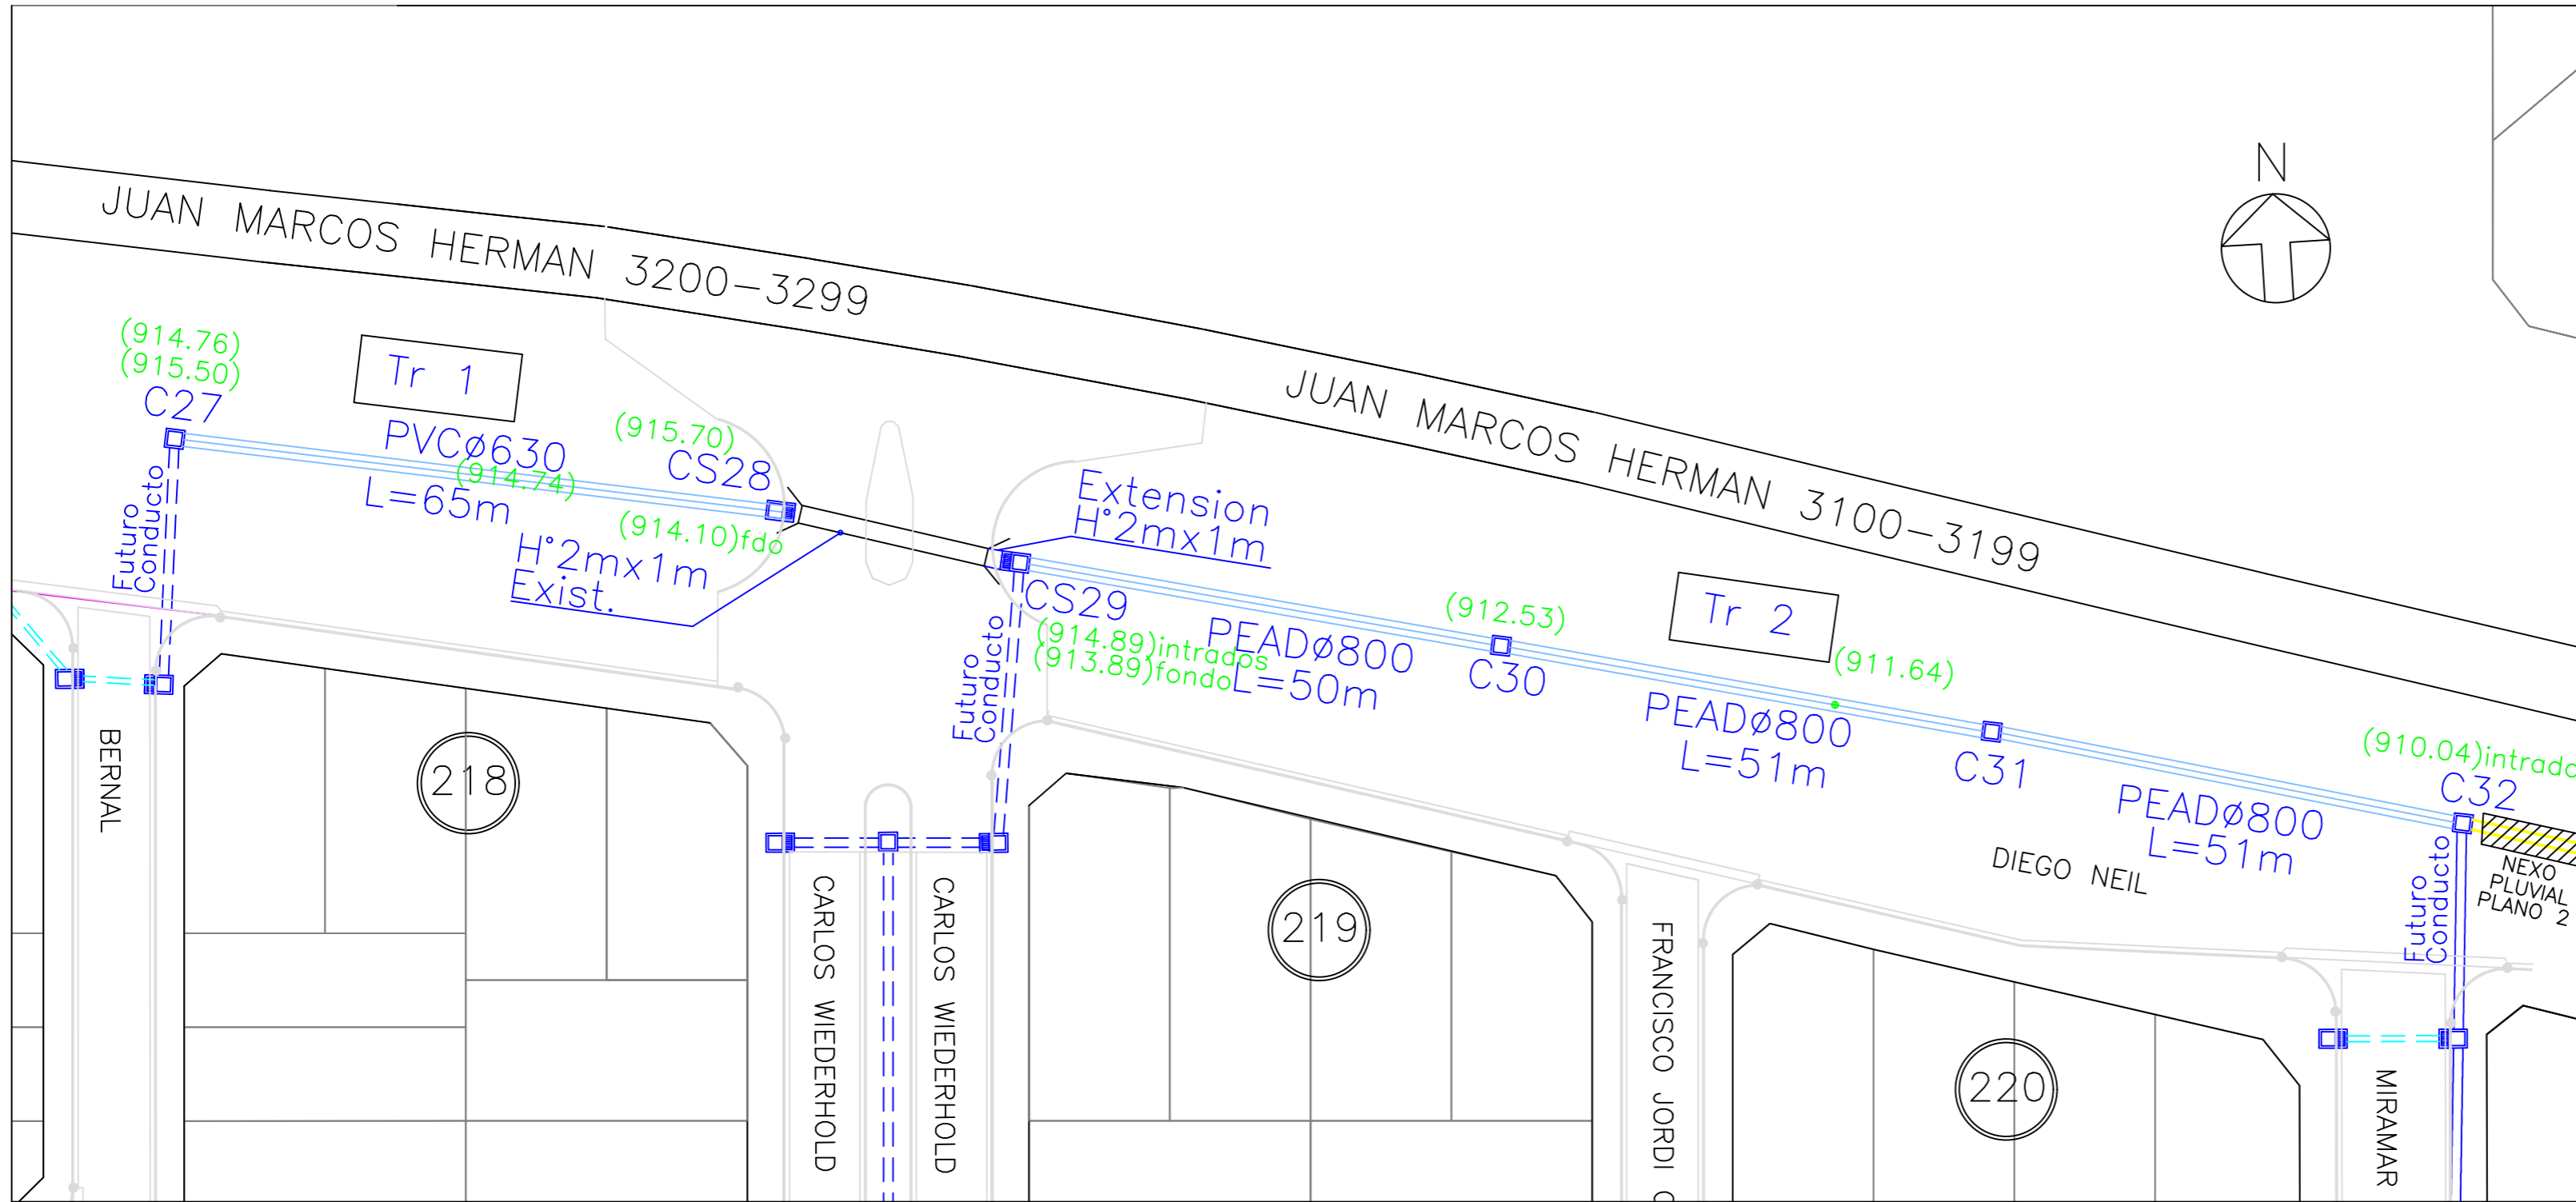 N
JUAN MARCOS HERMAN 3200-3299
JUAN MARCOS HERMAN 3100-3199
(914.76)
(915.50)
C27
Tr 1
PVCø630
(914.74)
L=65m
(915.70)
CS28
(914.10)fdo
H°2mx1m
Exist.
Extension
H°2mx1m
CS29
(914.89)intrados
(913.89)fondo
PEADø800
L=50m
(912.53)
C30
Tr 2
(911.64)
PEADø800
L=51m
C31
PEADø800
L=51m
(910.04)intrado
C32
NEXO
PLUVIAL
PLANO 2
DIEGO NEIL
Futuro
Conducto
Futuro
Conducto
Futuro
Conducto
BERNAL
218
CARLOS WIEDERHOLD
CARLOS WIEDERHOLD
219
FRANCISCO JORDI
220
MIRAMAR